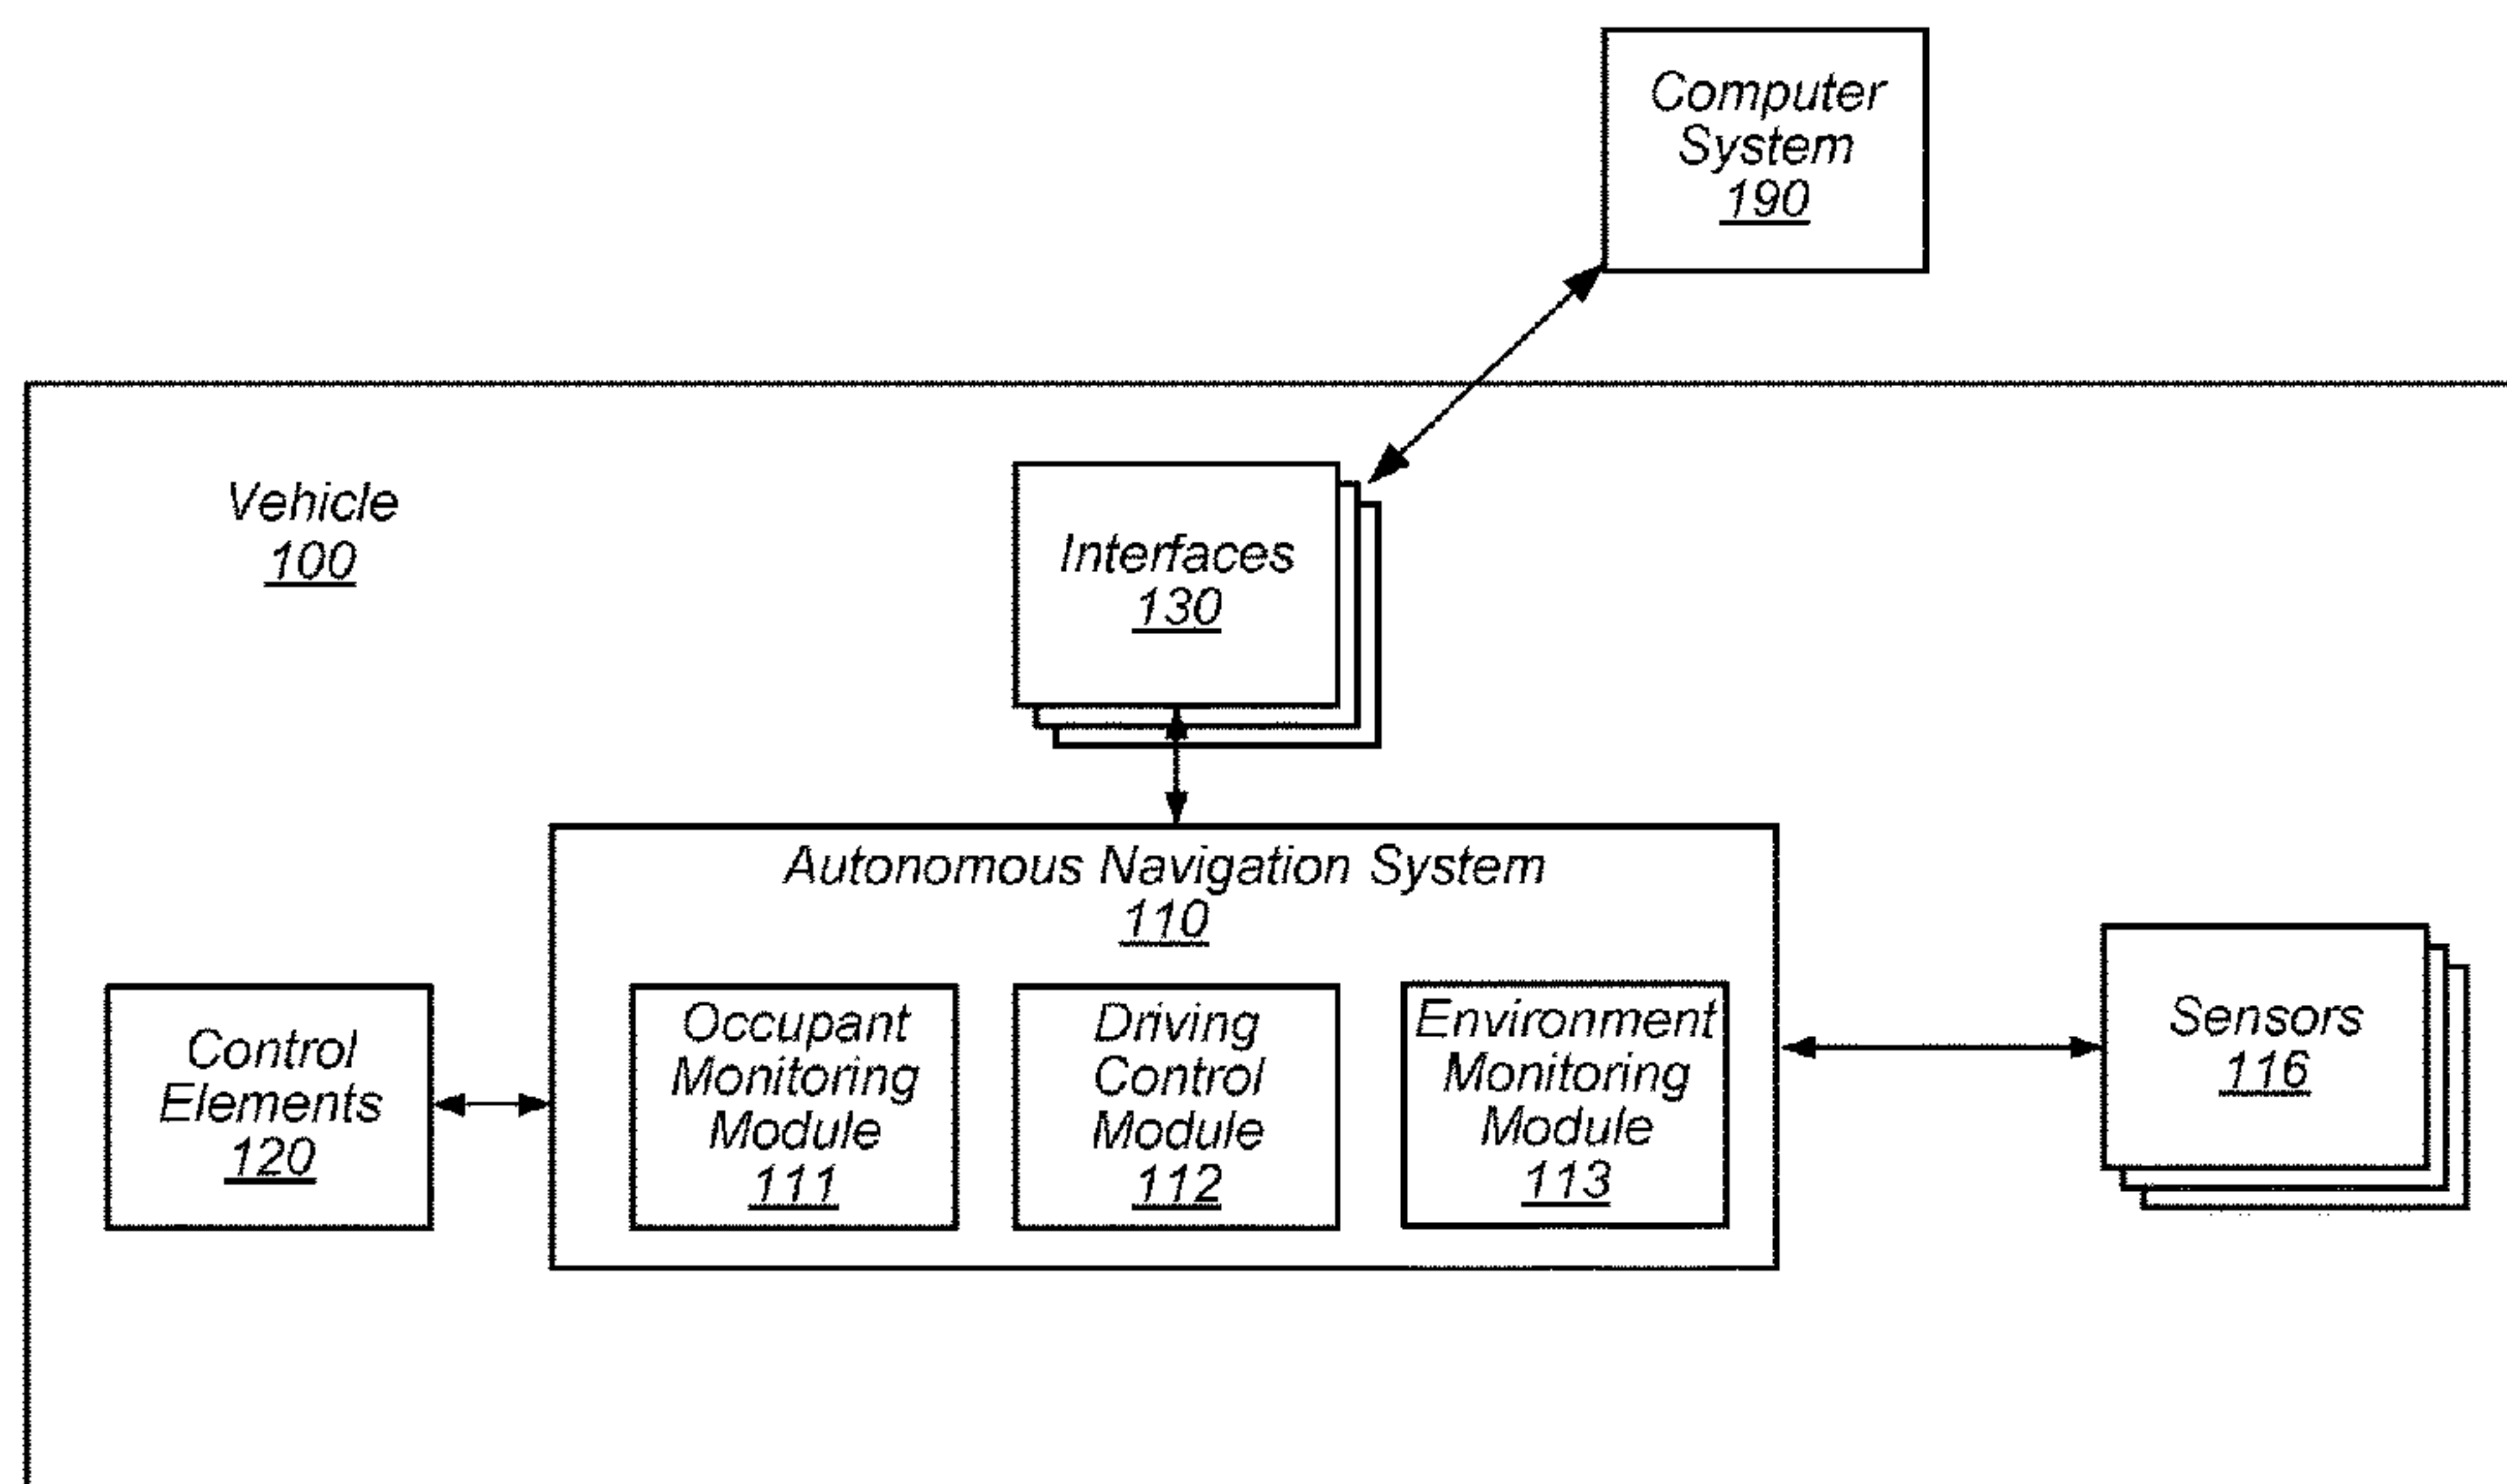 Computer
System
190
Vehicle
100
Interfaces
130
Autonomous Navigation System
110
Control
Elements
120
Occupant
Monitoring
Module
111
Driving
Control
Module
112
Environment
Monitoring
Module
113
Sensors
116